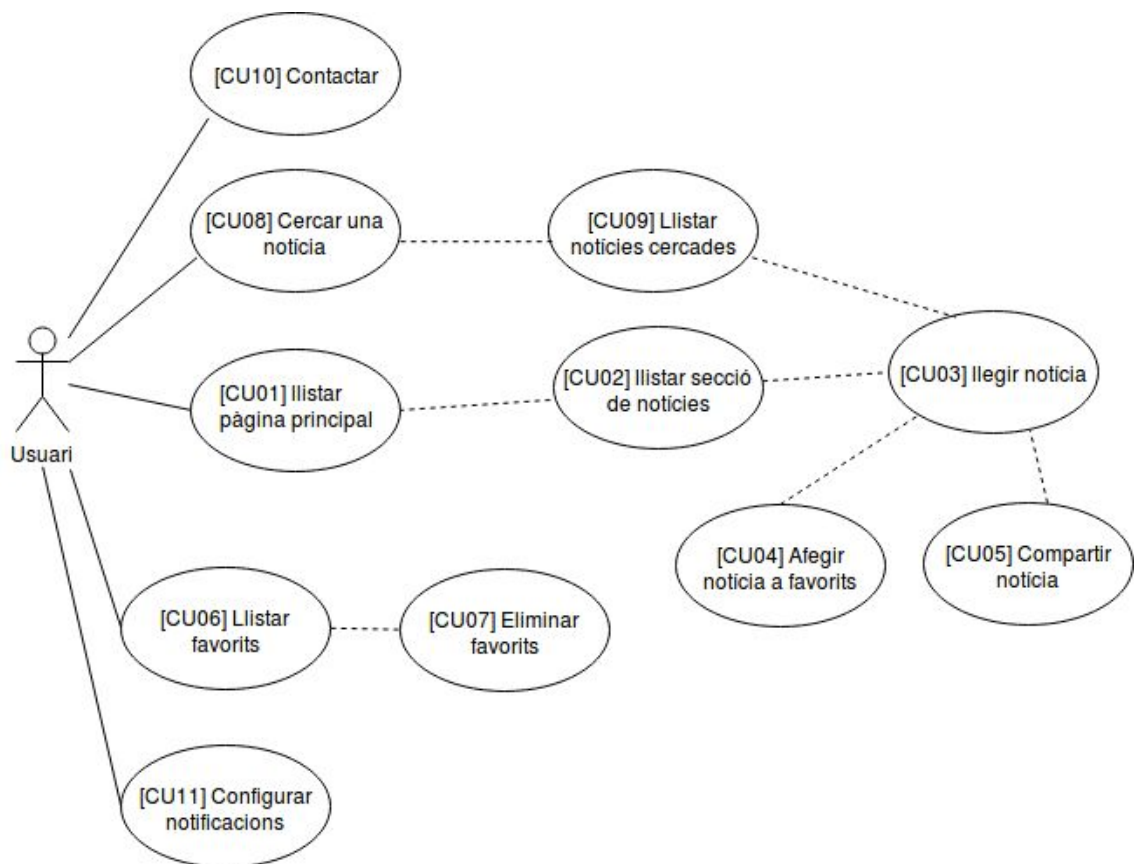 [CU10] Contactar
[CU08] Cercar una
notícia
[CU09] Llistar
notícies cercades
[CU01] llistar
pàgina principal
[CU02] llistar secció
de notícies
[CU03] llegir notícia
Usuari
[CU04] Afegir
notícia a favorits
[CU05] Compartir
notícia
[CU06] Llistar
favorits
[CU07] Eliminar
favorits
[CU11] Configurar
notificacions